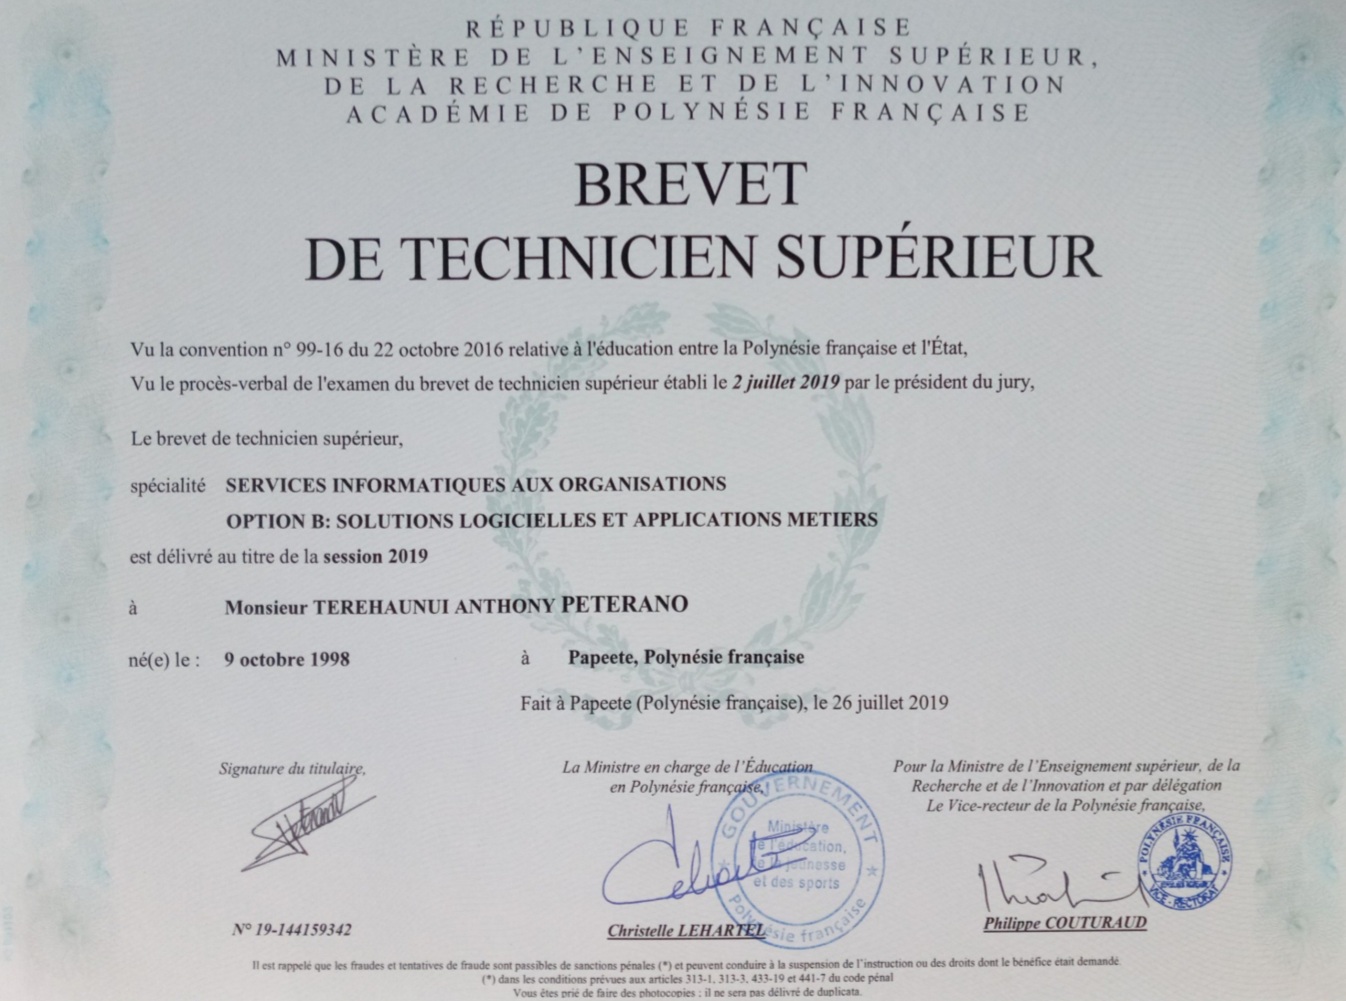 RÉPUBLIQUE FRANÇAISE
MINISTÈRE DE L'ENSEIGNEMENT SUPÉRIEUR,
DE LA RECHERCHE ET DE L'INNOVATION
ACADÉMIE DE POLYNÉSIE FRANÇAISE
BREVET
DE TECHNICIEN SUPÉRIEUR
Vu la convention n° 99-16 du 22 octobre 2016 relative à l'éducation entre la Polynésie française et l'État,
Vu le procès-verbal de l'examen du brevet de technicien supérieur établi le 2 juillet 2019 par le président du jury,
Le brevet de technicien supérieur,
spécialité SERVICES INFORMATIQUES AUX ORGANISATIONS
OPTION B: SOLUTIONS LOGICIELLES ET APPLICATIONS METIERS
est délivré au titre de la session 2019
à Monsieur TEREHAUNUI ANTHONY PETERANO
né(e) le : 9 octobre 1998 à Papeete, Polynésie française
Fait à Papeete (Polynésie française), le 26 juillet 2019
Signature du titulaire,
La Ministre en charge de l'Éducation
en Polynésie française,
Pour la Ministre de l'Enseignement supérieur, de la
Recherche et de l'Innovation et par délégation
Le Vice-recteur de la Polynésie française,
GOUVERNEMENT
Ministère
de l'éducation,
de la jeunesse
et des sports
Polynésie française
POLYNÉSIE FRANÇAISE
VICE-RECTORAT
N° 19-144159342
Christelle LEHARTEL
Philippe COUTURAUD
Il est rappelé que les fraudes et tentatives de fraude sont passibles de sanctions pénales (*) et peuvent conduire à la suspension de l'instruction ou des droits dont le bénéfice était demandé.
(*) dans les conditions prévues aux articles 313-1, 313-3, 433-19 et 441-7 du code pénal
Vous êtes prié de faire des photocopies ; il ne sera pas délivré de duplicata.